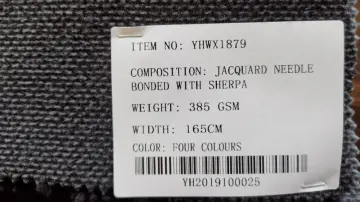 ITEM NO: YHWX1879
COMPOSITION: JACQUARD NEEDLE
BONDED WITH SHERPA
WEIGHT: 385 GSM
WIDTH: 165CM
COLOR: FOUR COLOURS
YH2019100025